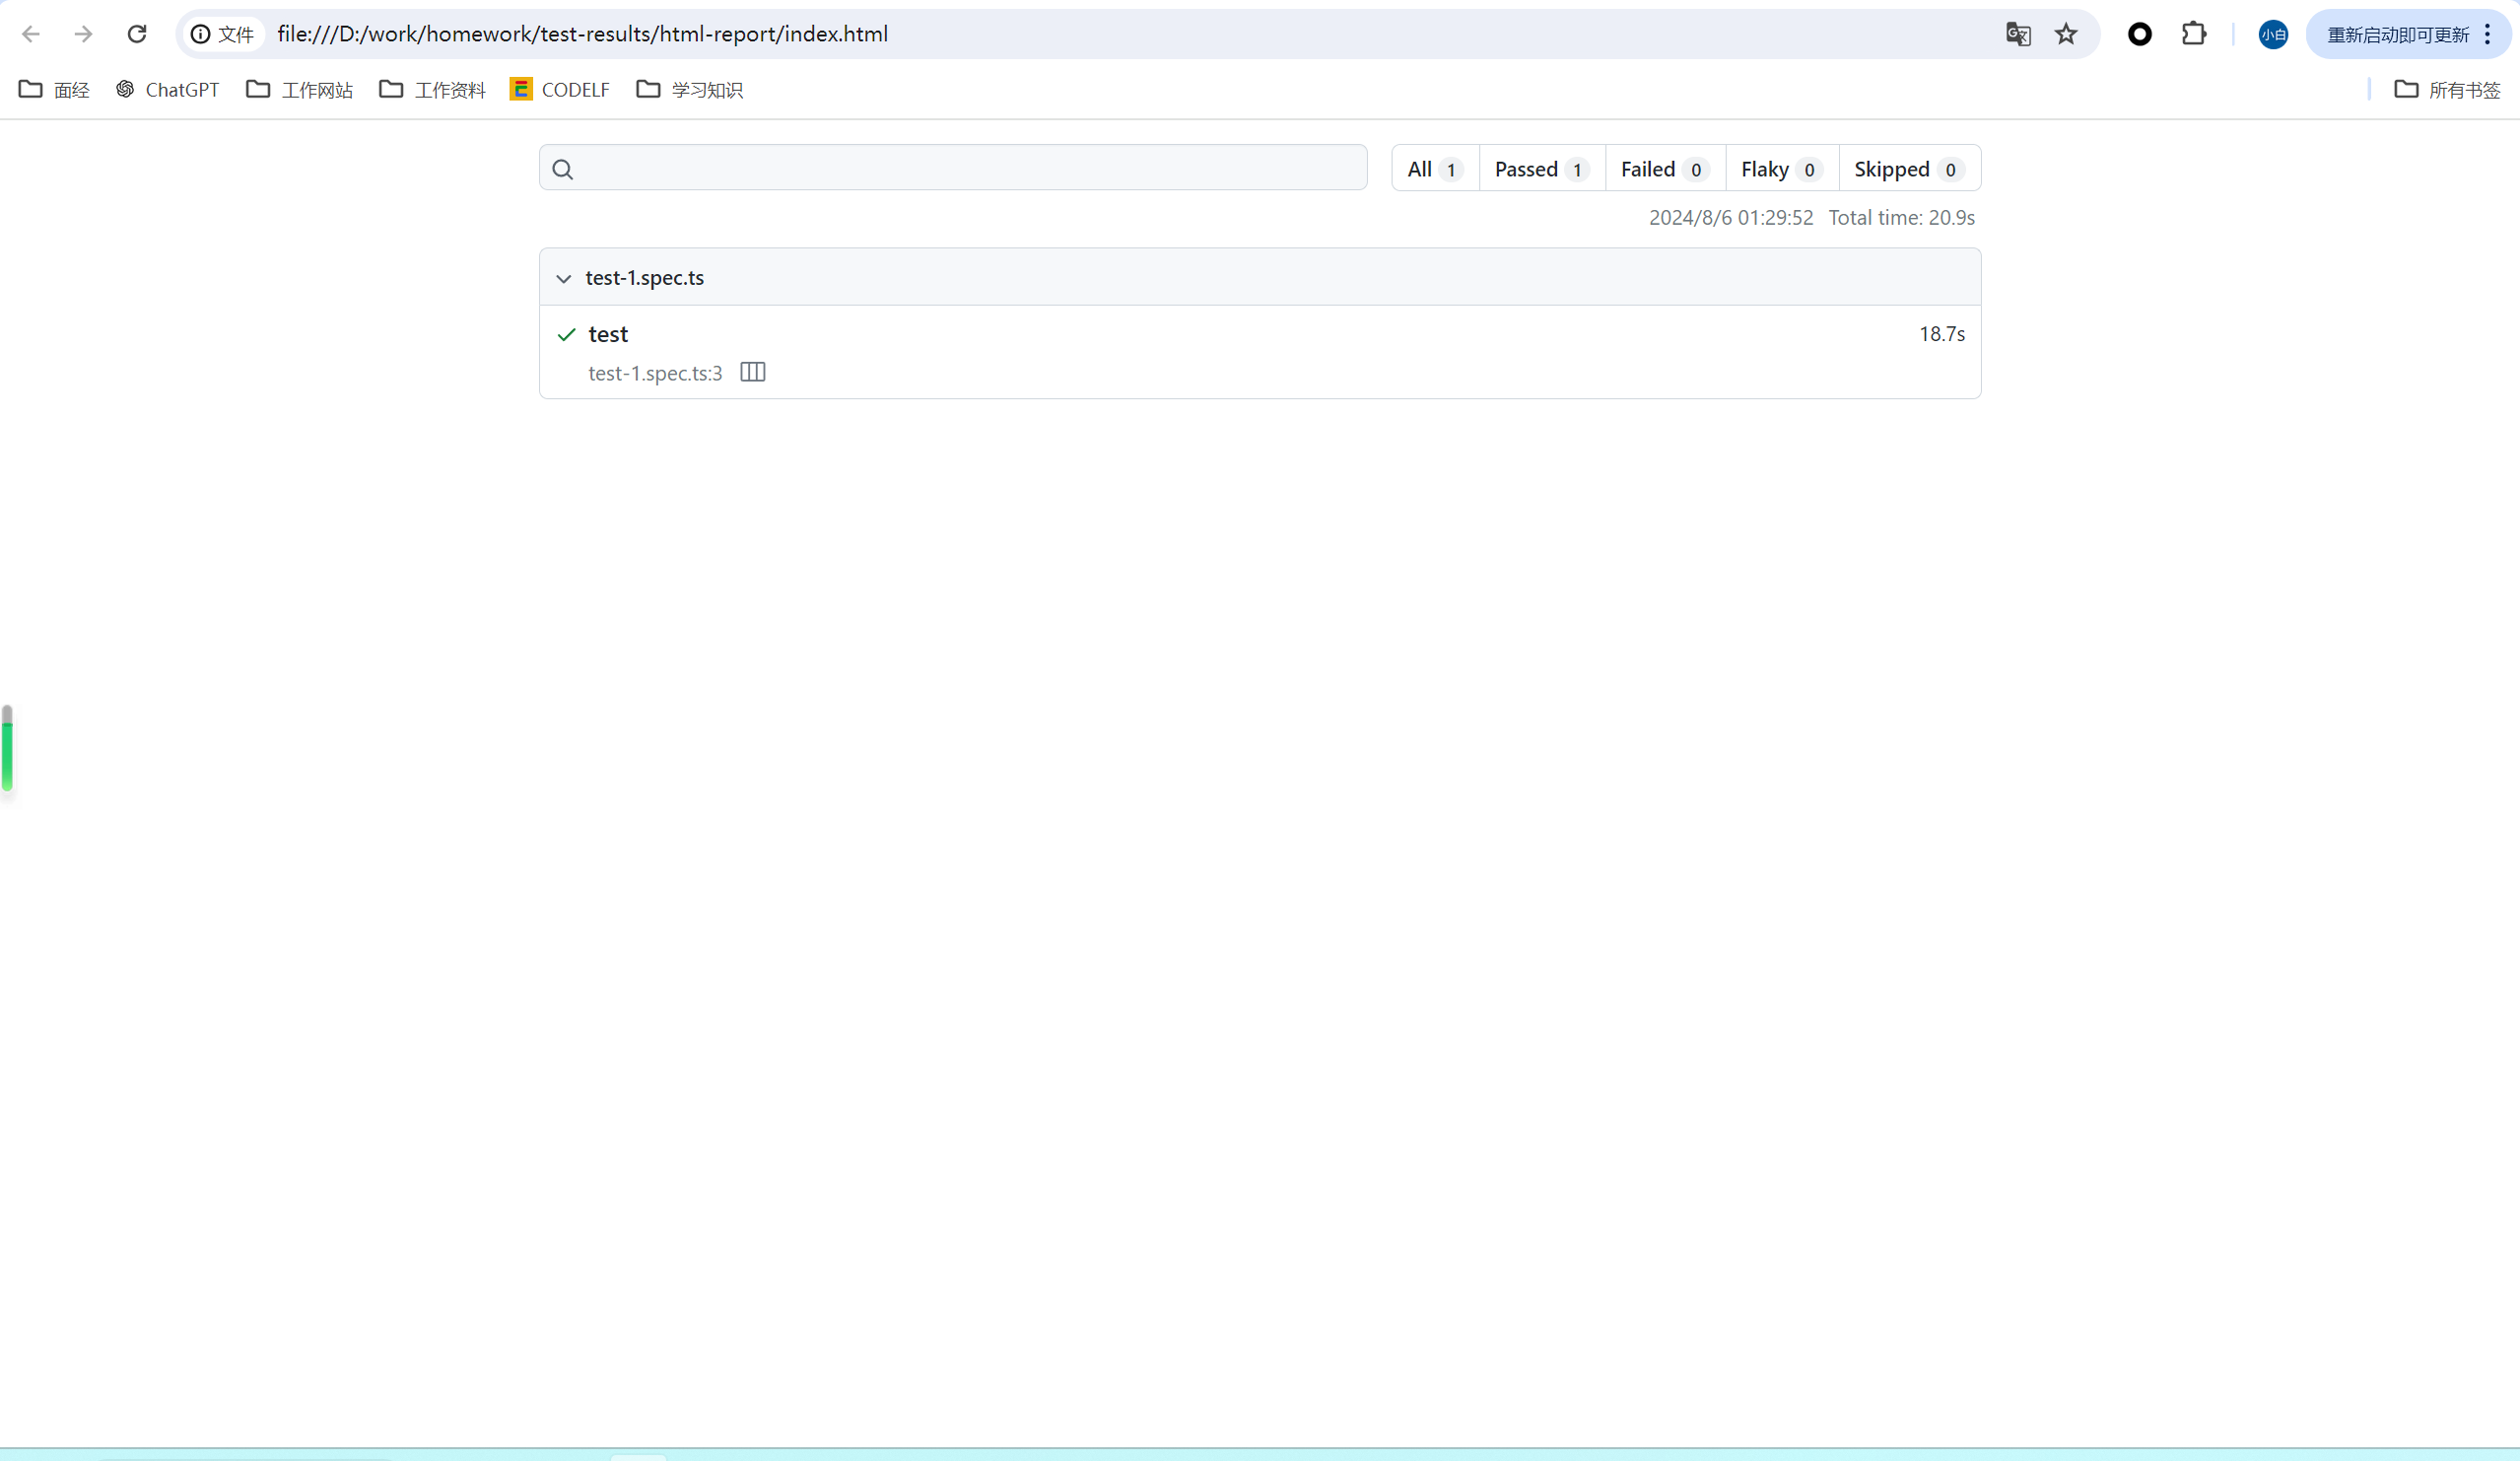 文件 file:///D:/work/homework/test-results/html-report/index.html 小白 重新启动即可更新
面经 ChatGPT 工作网站 工作资料 CODELF 学习知识 所有书签
All 1 Passed 1 Failed 0 Flaky 0 Skipped 0
2024/8/6 01:29:52 Total time: 20.9s
test-1.spec.ts
test 18.7s
test-1.spec.ts:3